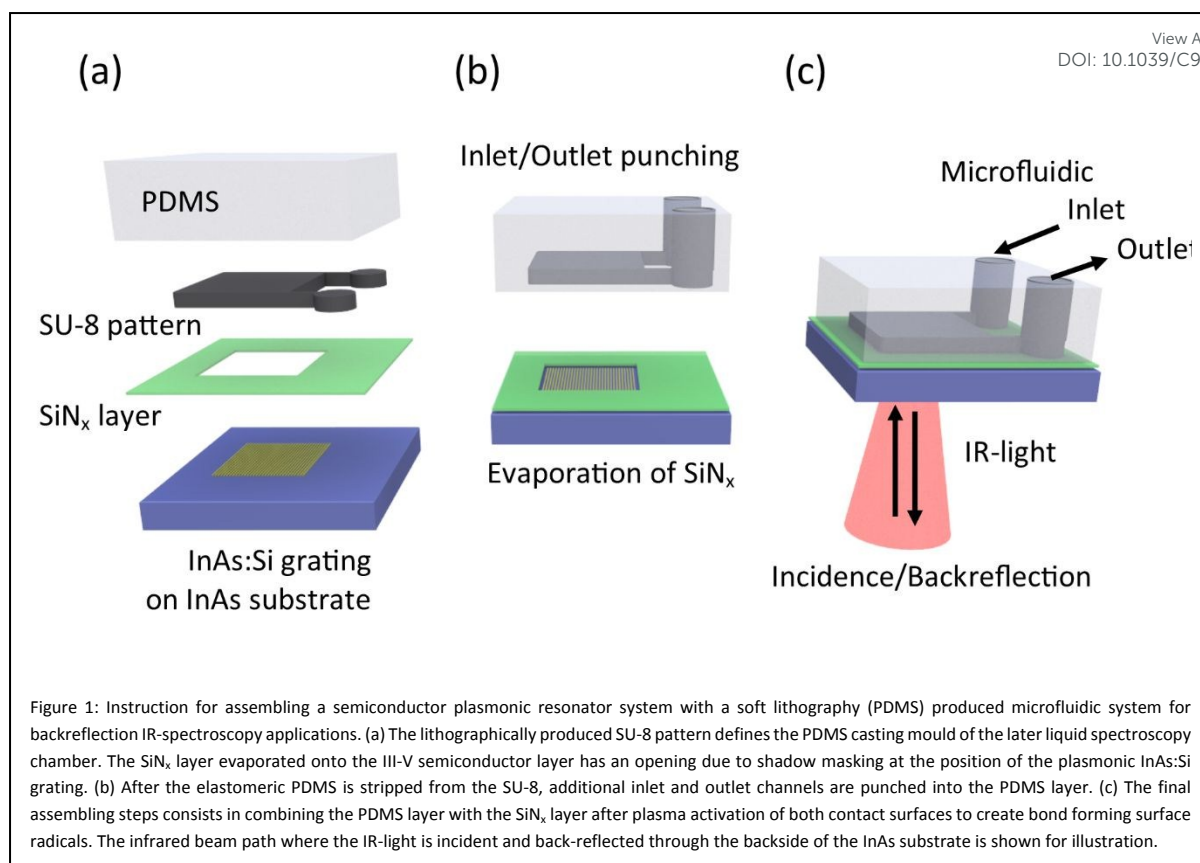 View A
DOI: 10.1039/C9
(a)
(b)
(c)
PDMS
SU-8 pattern
SiNx layer
InAs:Si grating
on InAs substrate
Inlet/Outlet punching
Evaporation of SiNx
Microfluidic
Inlet
Outlet
IR-light
Incidence/Backreflection
Figure 1: Instruction for assembling a semiconductor plasmonic resonator system with a soft lithography (PDMS) produced microfluidic system for
backreflection IR-spectroscopy applications. (a) The lithographically produced SU-8 pattern defines the PDMS casting mould of the later liquid spectroscopy
chamber. The SiNx layer evaporated onto the III-V semiconductor layer has an opening due to shadow masking at the position of the plasmonic InAs:Si
grating. (b) After the elastomeric PDMS is stripped from the SU-8, additional inlet and outlet channels are punched into the PDMS layer. (c) The final
assembling steps consists in combining the PDMS layer with the SiNx layer after plasma activation of both contact surfaces to create bond forming surface
radicals. The infrared beam path where the IR-light is incident and back-reflected through the backside of the InAs substrate is shown for illustration.